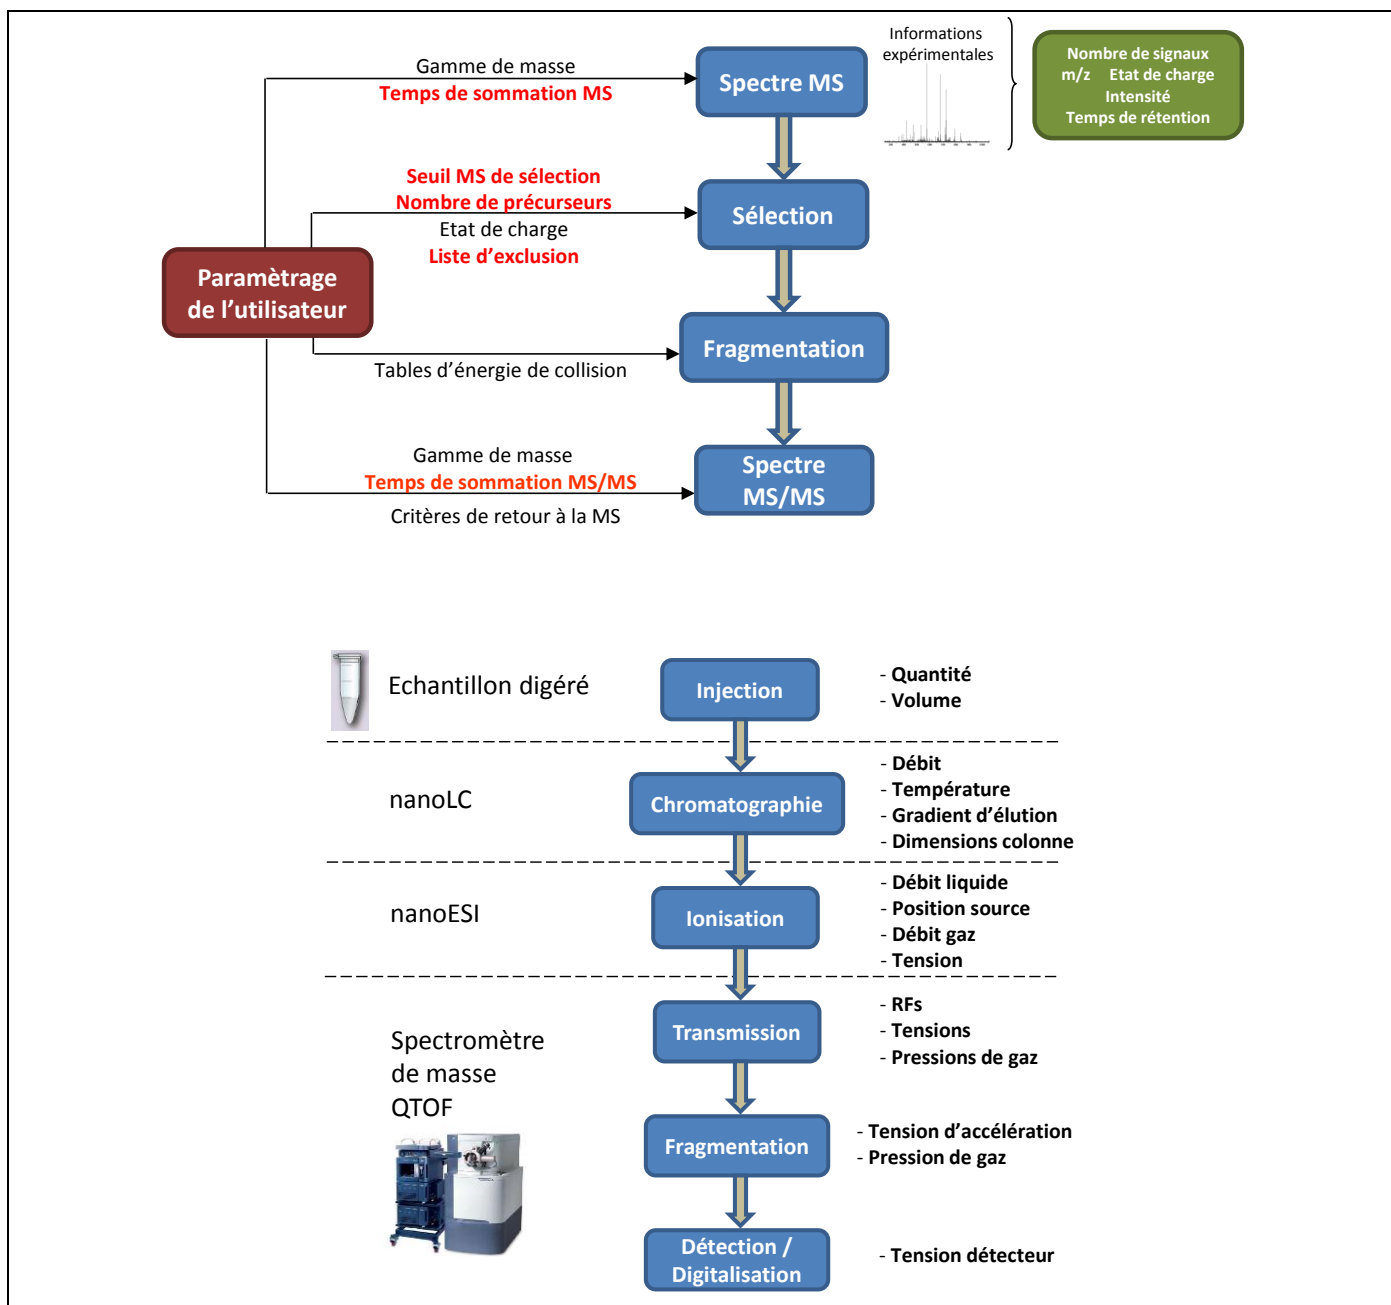 Informations
expérimentales
Nombre de signaux
m/z Etat de charge
Intensité
Temps de rétention
Gamme de masse
Temps de sommation MS
Spectre MS
Seuil MS de sélection
Nombre de précurseurs
Etat de charge
Liste d'exclusion
Sélection
Paramètrage
de l'utilisateur
Fragmentation
Tables d'énergie de collision
Gamme de masse
Temps de sommation MS/MS
Critères de retour à la MS
Spectre
MS/MS
Echantillon digéré
Injection
- Quantité
- Volume
nanoLC
Chromatographie
- Débit
- Température
- Gradient d'élution
- Dimensions colonne
nanoESI
Ionisation
- Débit liquide
- Position source
- Débit gaz
- Tension
Spectromètre
de masse
QTOF
Transmission
- RFs
- Tensions
- Pressions de gaz
Fragmentation
- Tension d'accélération
- Pression de gaz
Détection /
Digitalisation
- Tension détecteur